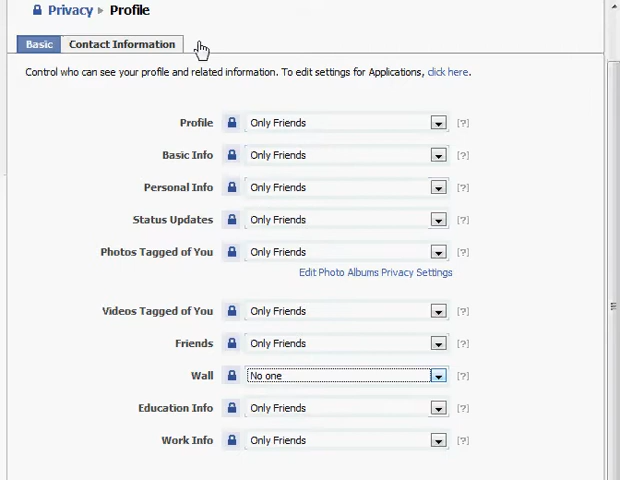 Privacy ▸ Profile
Basic Contact Information
Control who can see your profile and related information. To edit settings for Applications, click here.
Profile Only Friends [?]
Basic Info Only Friends [?]
Personal Info Only Friends [?]
Status Updates Only Friends [?]
Photos Tagged of You Only Friends [?]
Edit Photo Albums Privacy Settings
Videos Tagged of You Only Friends [?]
Friends Only Friends [?]
Wall No one [?]
Education Info Only Friends [?]
Work Info Only Friends [?]